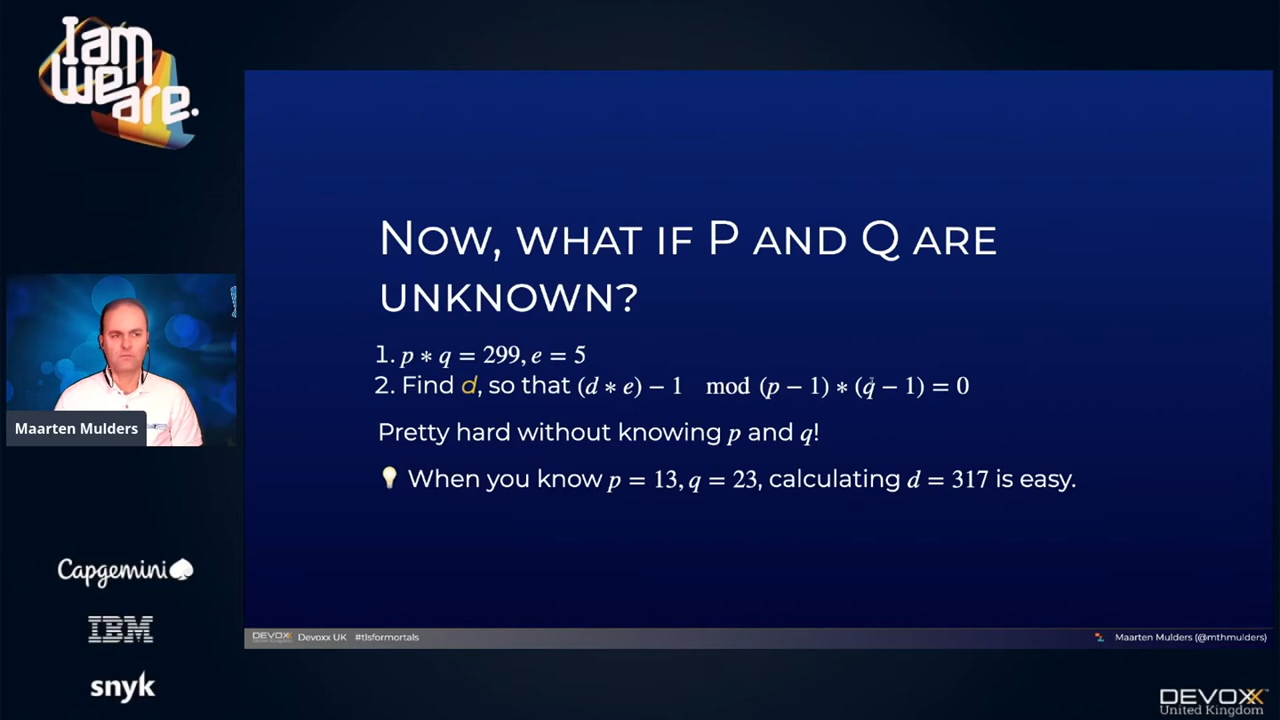 I am
we
are.
NOW, WHAT IF P AND Q ARE
UNKNOWN?
1. p ∗ q = 299, e = 5
2. Find d, so that (d ∗ e) − 1 mod (p − 1) ∗ (q − 1) = 0
Pretty hard without knowing p and q!
💡 When you know p = 13, q = 23, calculating d = 317 is easy.
Maarten Mulders
Capgemini
IBM
snyk
DEVOXX Devoxx UK #tlsformortals
Maarten Mulders (@mthmulders)
DEVOXX™
United Kingdom